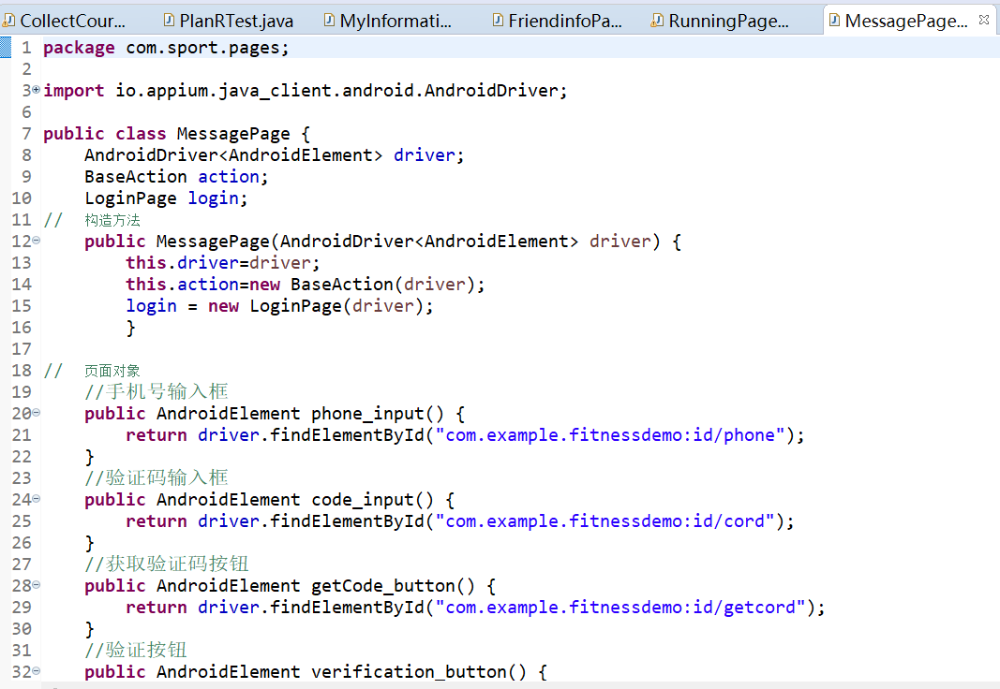 CollectCour... PlanRTest.java MyInformati... FriendinfoPa... RunningPage... MessagePage...
1 package com.sport.pages;
2
3 import io.appium.java_client.android.AndroidDriver;
6
7 public class MessagePage {
8 AndroidDriver<AndroidElement> driver;
9 BaseAction action;
10 LoginPage login;
11 // 构造方法
12 public MessagePage(AndroidDriver<AndroidElement> driver) {
13 this.driver=driver;
14 this.action=new BaseAction(driver);
15 login = new LoginPage(driver);
16 }
17
18 // 页面对象
19 //手机号输入框
20 public AndroidElement phone_input() {
21 return driver.findElementById("com.example.fitnessdemo:id/phone");
22 }
23 //验证码输入框
24 public AndroidElement code_input() {
25 return driver.findElementById("com.example.fitnessdemo:id/cord");
26 }
27 //获取验证码按钮
28 public AndroidElement getCode_button() {
29 return driver.findElementById("com.example.fitnessdemo:id/getcord");
30 }
31 //验证按钮
32 public AndroidElement verification_button() {